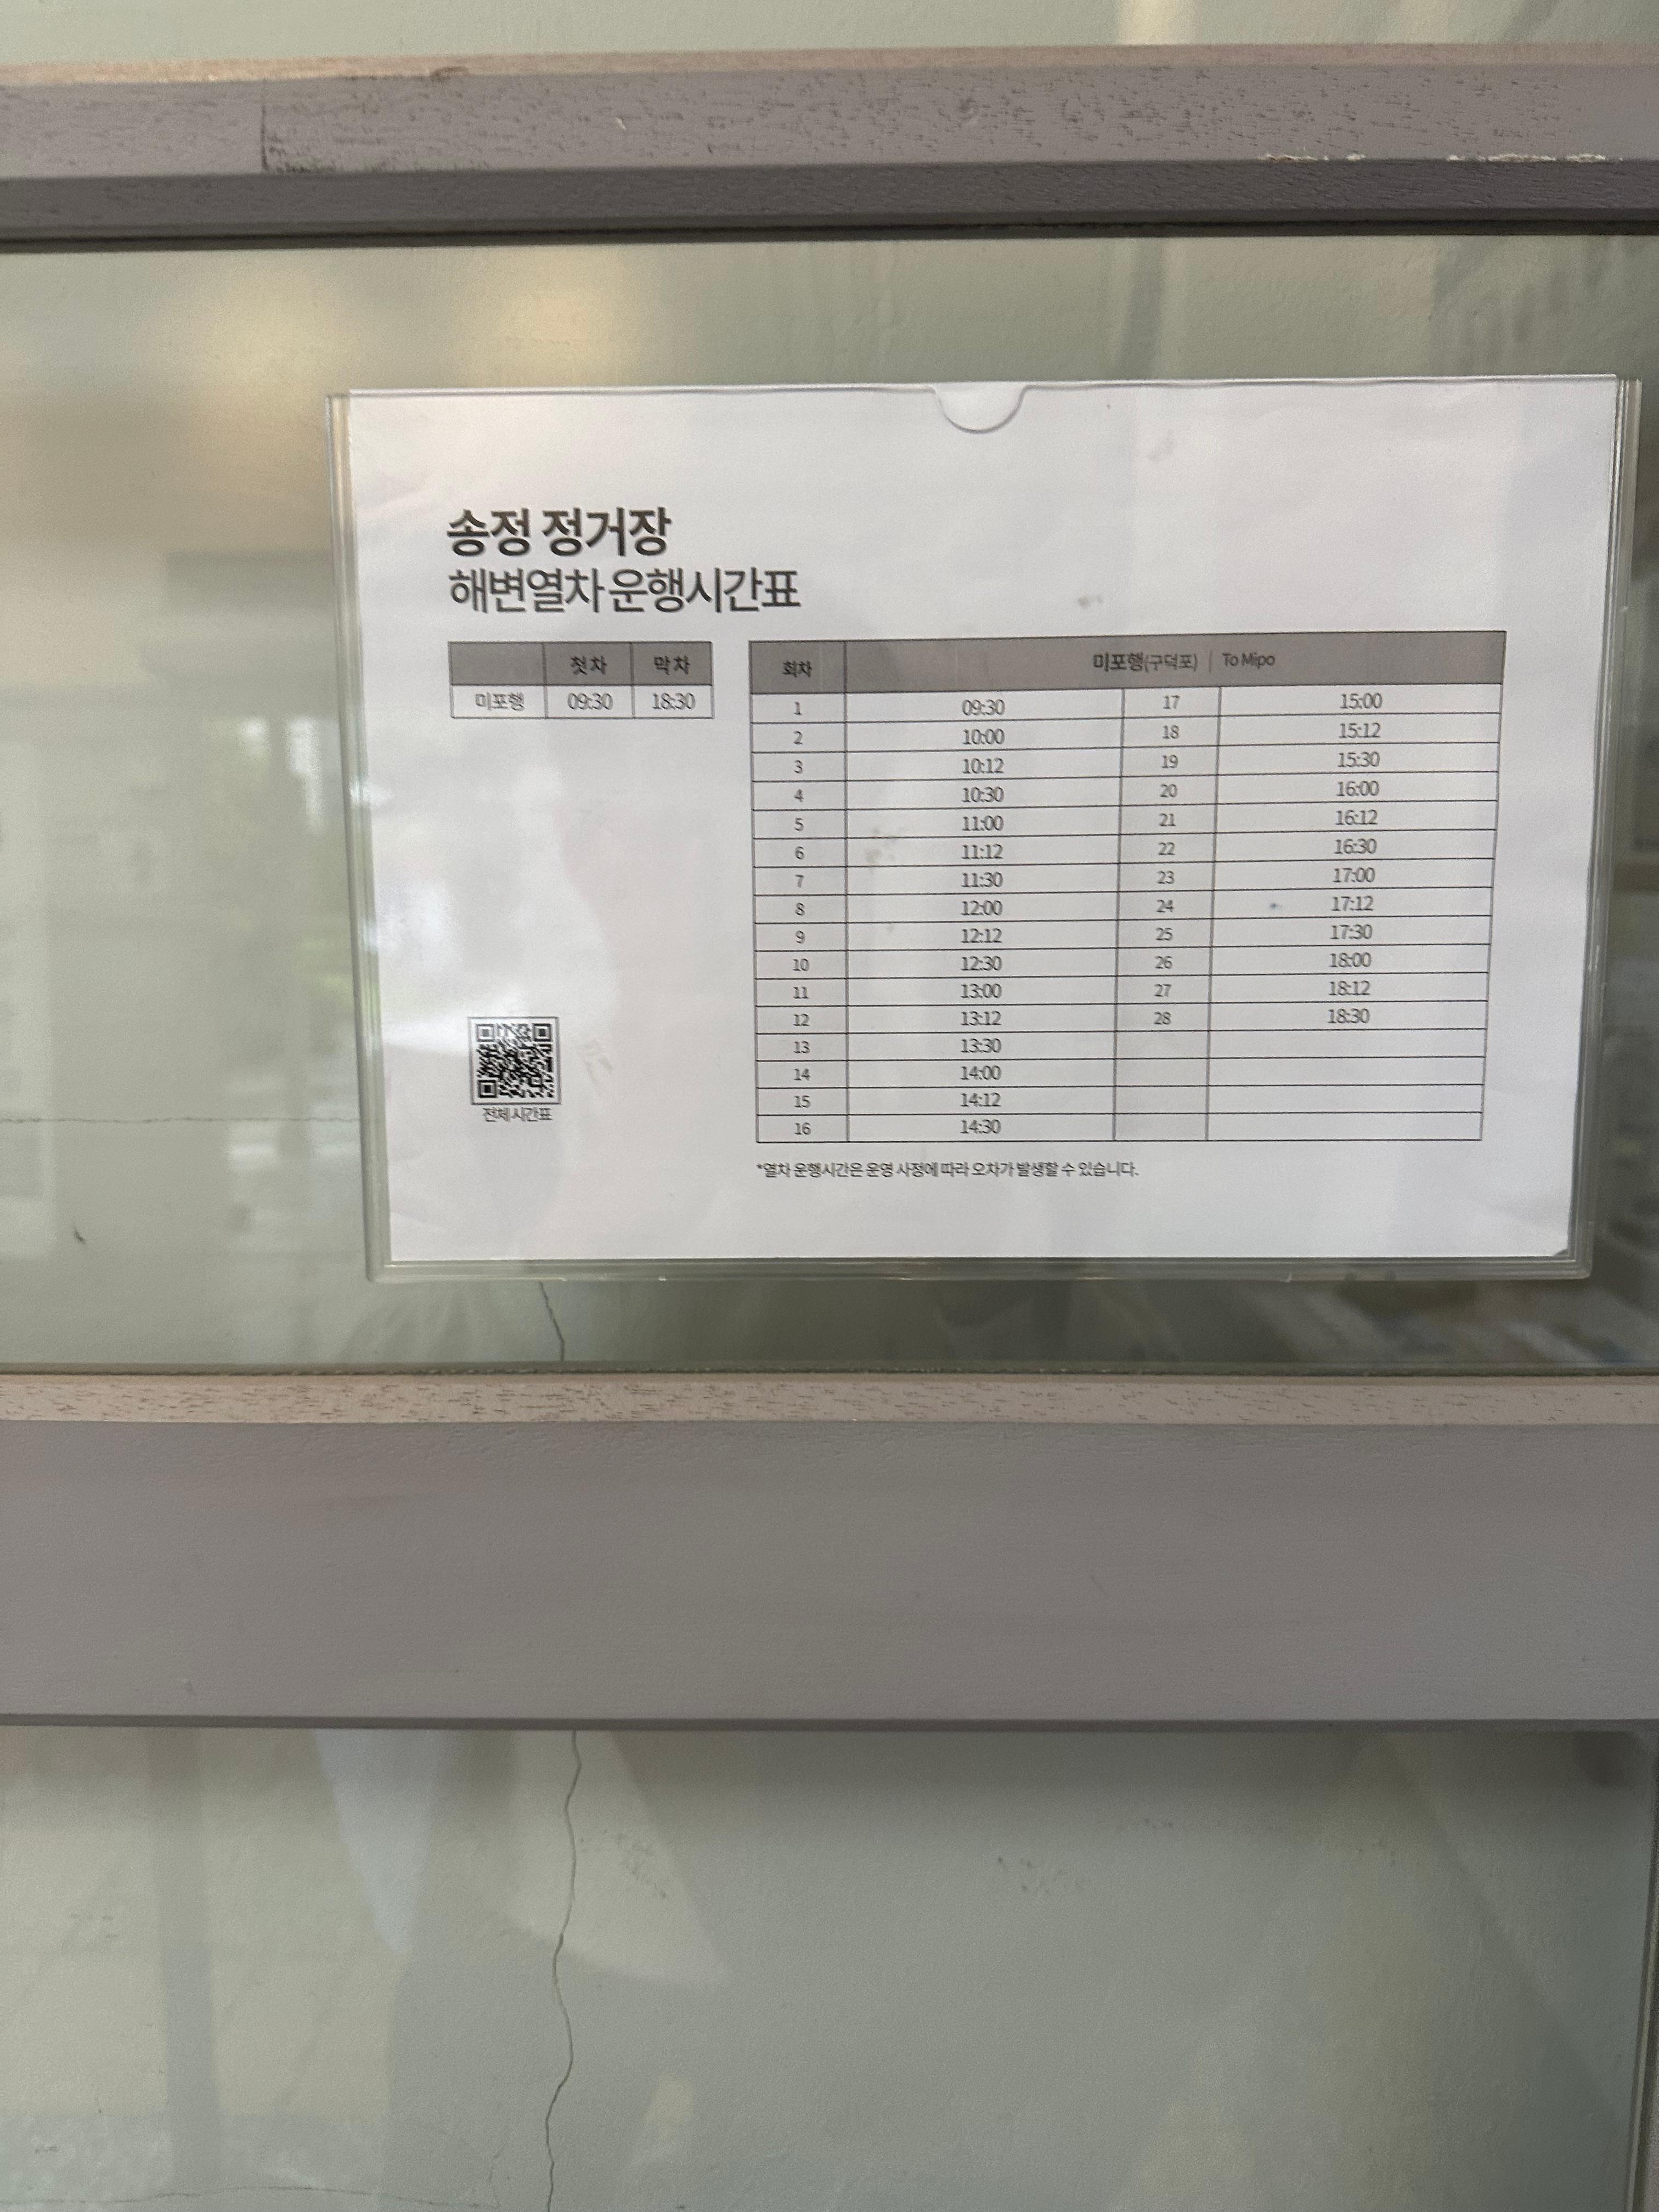 송정 정거장
해변열차 운행시간표
첫차 막차
미포행 09:30 18:30
전체 시간표
회차 미포행(구덕포) | To Mipo
1 09:30 17 15:00
2 10:00 18 15:12
3 10:12 19 15:30
4 10:30 20 16:00
5 11:00 21 16:12
6 11:12 22 16:30
7 11:30 23 17:00
8 12:00 24 17:12
9 12:12 25 17:30
10 12:30 26 18:00
11 13:00 27 18:12
12 13:12 28 18:30
13 13:30
14 14:00
15 14:12
16 14:30
*열차 운행시간은 운영 사정에 따라 오차가 발생할 수 있습니다.